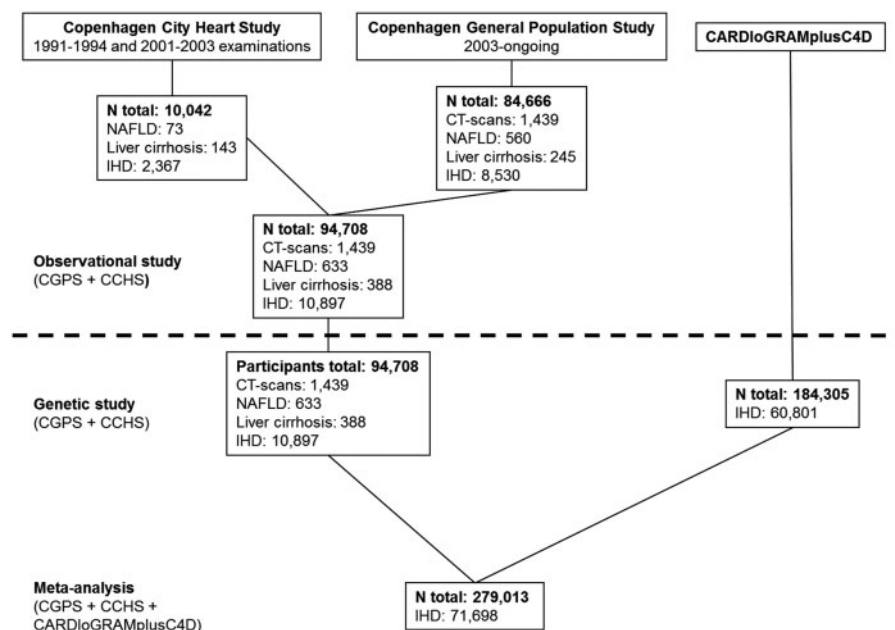 Copenhagen City Heart Study
1991-1994 and 2001-2003 examinations
Copenhagen General Population Study
2003-ongoing
CARDIoGRAMplusC4D
N total: 10,042
NAFLD: 73
Liver cirrhosis: 143
IHD: 2,367
N total: 84,666
CT-scans: 1,439
NAFLD: 560
Liver cirrhosis: 245
IHD: 8,530
Observational study
(CGPS + CCHS)
N total: 94,708
CT-scans: 1,439
NAFLD: 633
Liver cirrhosis: 388
IHD: 10,897
Genetic study
(CGPS + CCHS)
Participants total: 94,708
CT-scans: 1,439
NAFLD: 633
Liver cirrhosis: 388
IHD: 10,897
N total: 184,305
IHD: 60,801
Meta-analysis
(CGPS + CCHS +
CARDIoGRAMplusC4D)
N total: 279,013
IHD: 71,698